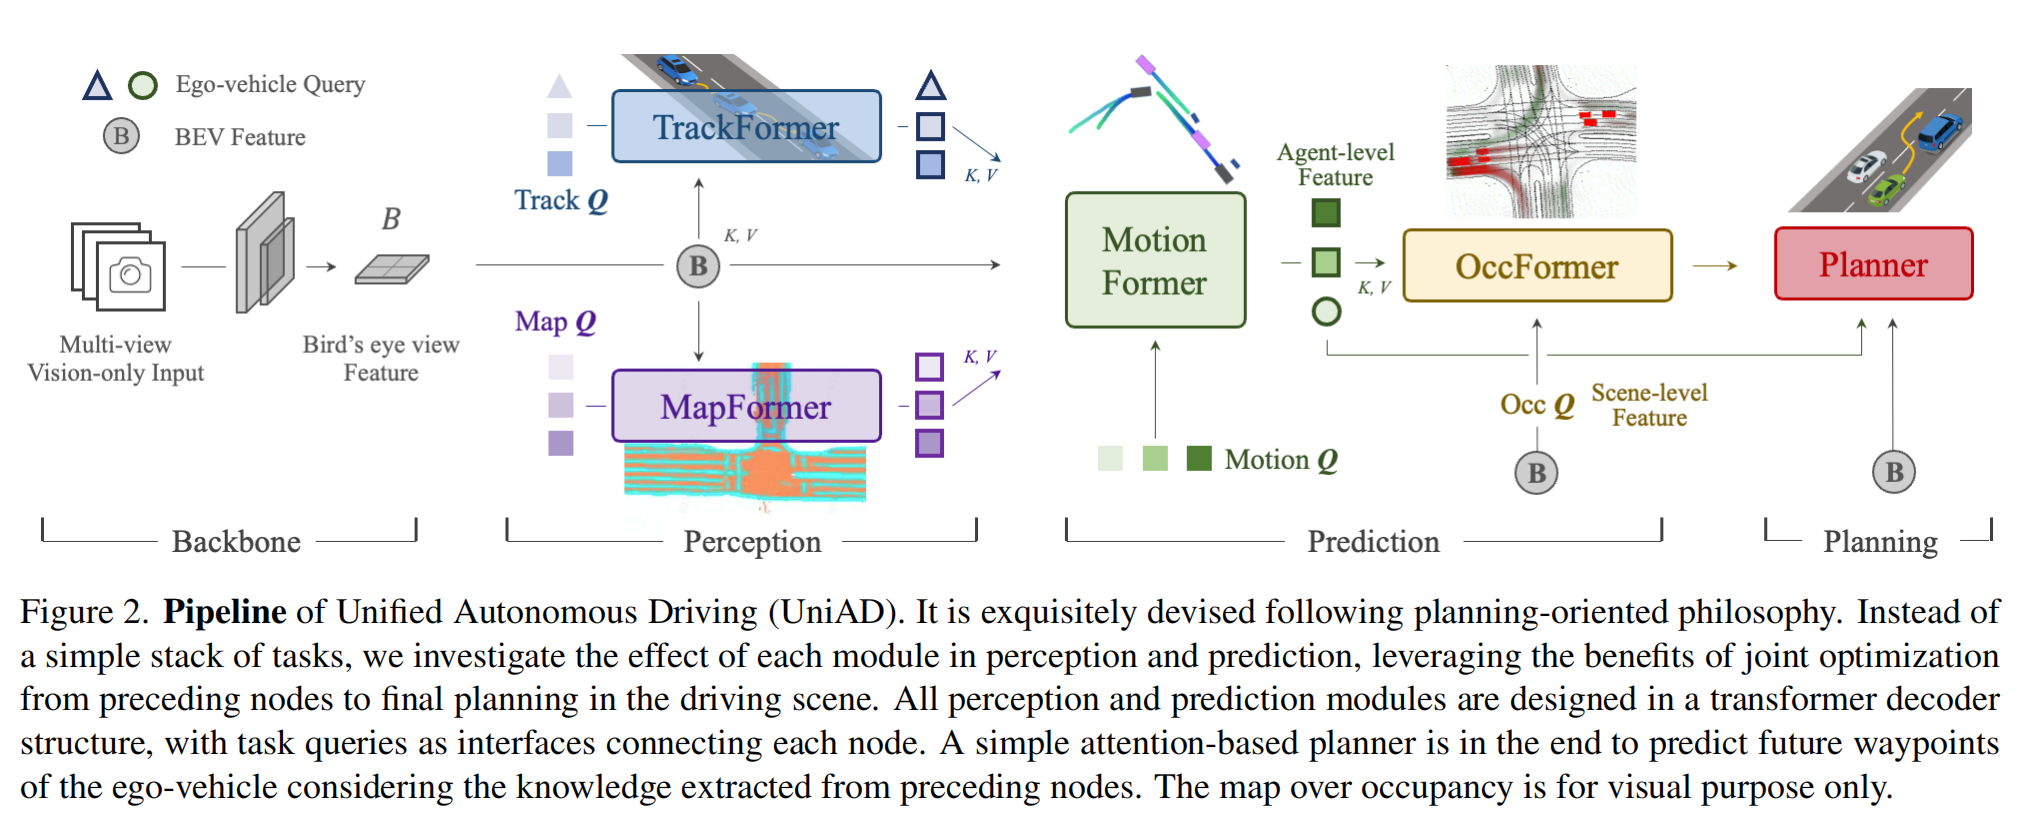 Ego-vehicle Query
B BEV Feature
Multi-view
Vision-only Input
B
Bird's eye view
Feature
Track Q
TrackFormer
K, V
K, V
B
Map Q
MapFormer
K, V
Motion
Former
Motion Q
Agent-level
Feature
K, V
OccFormer
Occ Q
Scene-level
Feature
B
Planner
B
Backbone
Perception
Prediction
Planning
Figure 2. Pipeline of Unified Autonomous Driving (UniAD). It is exquisitely devised following planning-oriented philosophy. Instead of
a simple stack of tasks, we investigate the effect of each module in perception and prediction, leveraging the benefits of joint optimization
from preceding nodes to final planning in the driving scene. All perception and prediction modules are designed in a transformer decoder
structure, with task queries as interfaces connecting each node. A simple attention-based planner is in the end to predict future waypoints
of the ego-vehicle considering the knowledge extracted from preceding nodes. The map over occupancy is for visual purpose only.